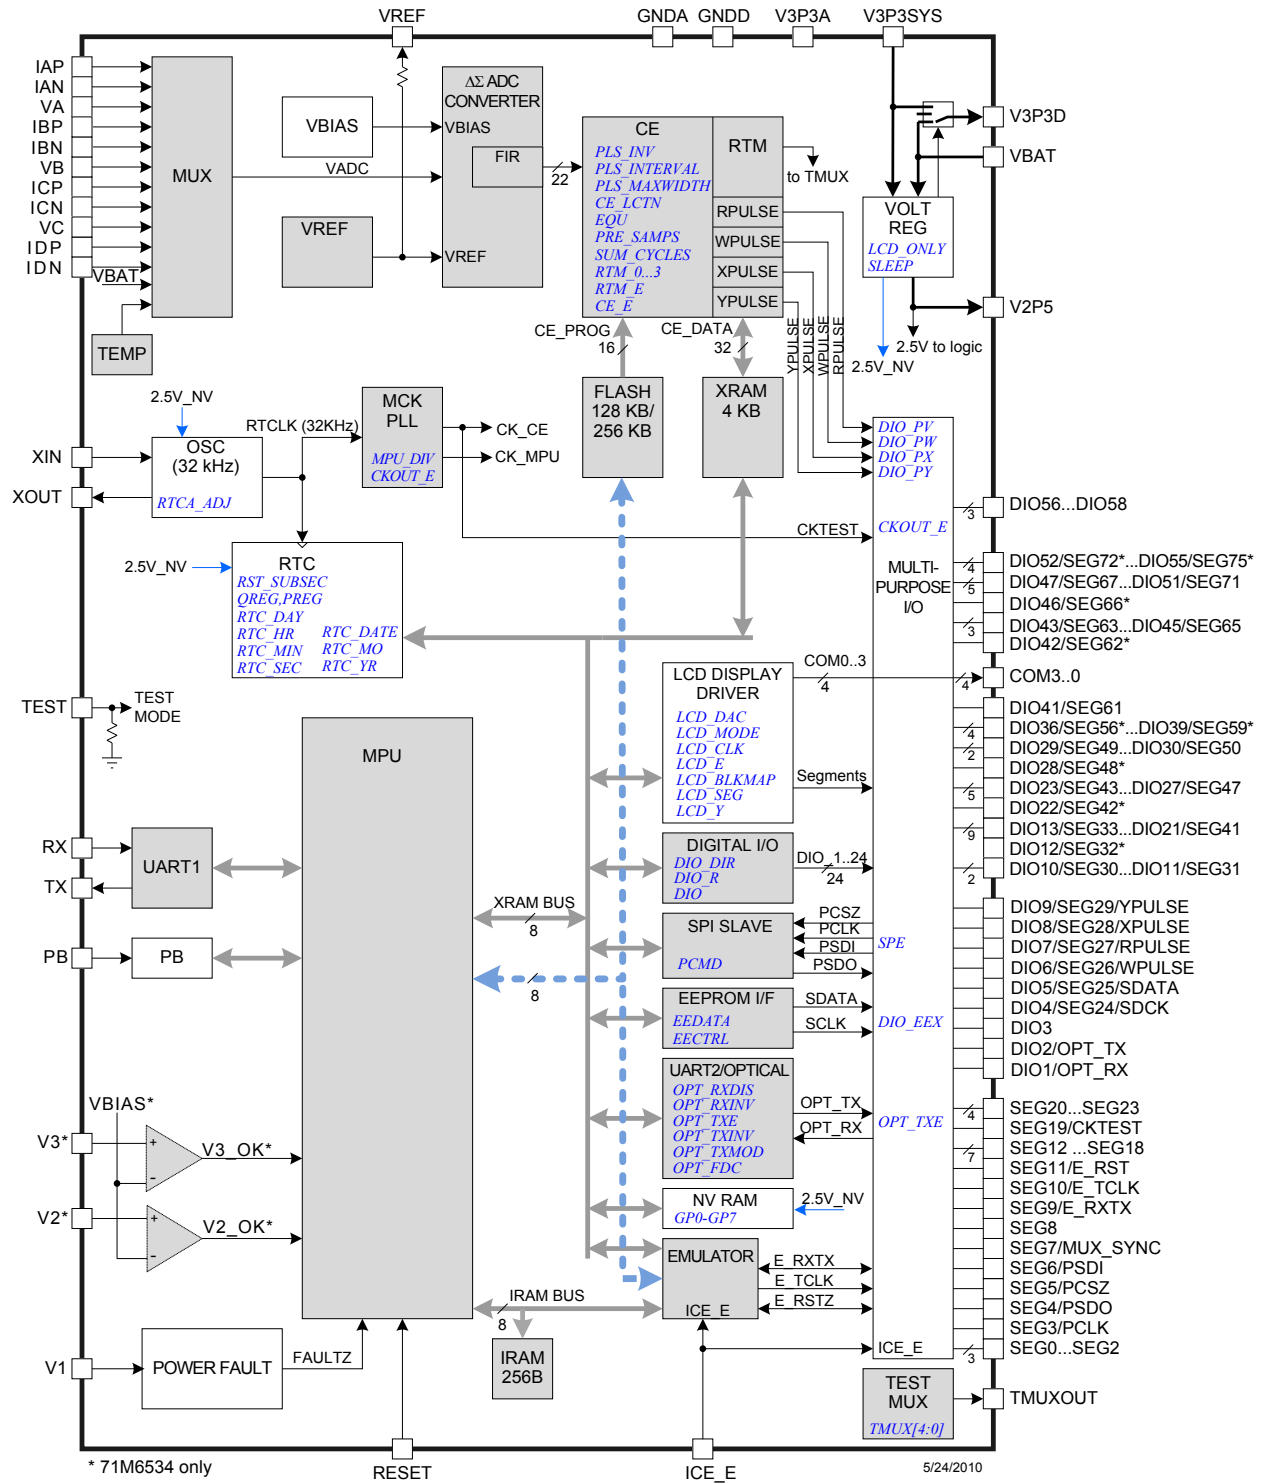 VREF
GNDA
GNDD
V3P3A
V3P3SYS
IAP
IAN
VA
IBP
IBN
VB
ICP
ICN
VC
IDP
IDN
VBAT
MUX
TEMP
VBIAS
VADC
VREF
ΔΣ ADC
CONVERTER
VBIAS
FIR
VREF
22
CE
PLS_INV
PLS_INTERVAL
PLS_MAXWIDTH
CE_LCTN
EQU
PRE_SAMPS
SUM_CYCLES
RTM_0...3
RTM_E
CE_E
RTM
to TMUX
RPULSE
WPULSE
XPULSE
YPULSE
VOLT
REG
LCD_ONLY
SLEEP
V3P3D
VBAT
V2P5
2.5V to logic
2.5V_NV
CE_PROG
16
CE_DATA
32
YPULSE
XPULSE
WPULSE
RPULSE
FLASH
128 KB/
256 KB
XRAM
4 KB
2.5V_NV
XIN
XOUT
OSC
(32 kHz)
RTCA_ADJ
RTCLK (32KHz)
MCK
PLL
MPU_DIV
CKOUT_E
CK_CE
CK_MPU
2.5V_NV
RTC
RST_SUBSEC
QREG,PREG
RTC_DAY
RTC_HR
RTC_MIN
RTC_SEC
RTC_DATE
RTC_MO
RTC_YR
CKTEST
DIO_PV
DIO_PW
DIO_PX
DIO_PY
CKOUT_E
MULTI-
PURPOSE
I/O
DIO56...DIO58
3
DIO52/SEG72*...DIO55/SEG75*
4
DIO47/SEG67...DIO51/SEG71
5
DIO46/SEG66*
DIO43/SEG63...DIO45/SEG65
3
DIO42/SEG62*
TEST
TEST
MODE
MPU
LCD DISPLAY
DRIVER
LCD_DAC
LCD_MODE
LCD_CLK
LCD_E
LCD_BLKMAP
LCD_SEG
LCD_Y
COM0..3
4
4
COM3..0
Segments
DIO41/SEG61
DIO36/SEG56*...DIO39/SEG59*
4
DIO29/SEG49...DIO30/SEG50
2
DIO28/SEG48*
DIO23/SEG43...DIO27/SEG47
5
DIO22/SEG42*
DIO13/SEG33...DIO21/SEG41
9
DIO12/SEG32*
DIO10/SEG30...DIO11/SEG31
2
RX
TX
UART1
PB
PB
XRAM BUS
8
8
DIGITAL I/O
DIO_DIR
DIO_R
DIO
DIO_1..24
24
SPI SLAVE
PCMD
PCSZ
PCLK
PSDI
PSDO
SPE
EEPROM I/F
EEDATA
EECTRL
SDATA
SCLK
DIO_EEX
DIO9/SEG29/YPULSE
DIO8/SEG28/XPULSE
DIO7/SEG27/RPULSE
DIO6/SEG26/WPULSE
DIO5/SEG25/SDATA
DIO4/SEG24/SDCK
DIO3
DIO2/OPT_TX
DIO1/OPT_RX
UART2/OPTICAL
OPT_RXDIS
OPT_RXINV
OPT_TXE
OPT_TXINV
OPT_TXMOD
OPT_FDC
OPT_TX
OPT_RX
OPT_TXE
VBIAS*
V3*
+
-
V3_OK*
V2*
+
-
V2_OK*
NV RAM
GP0-GP7
2.5V_NV
EMULATOR
ICE_E
E_RXTX
E_TCLK
E_RSTZ
SEG20...SEG23
4
SEG19/CKTEST
SEG12 ...SEG18
7
SEG11/E_RST
SEG10/E_TCLK
SEG9/E_RXTX
SEG8
SEG7/MUX_SYNC
SEG6/PSDI
SEG5/PCSZ
SEG4/PSDO
SEG3/PCLK
SEG0...SEG2
3
IRAM BUS
8
IRAM
256B
V1
POWER FAULT
FAULTZ
ICE_E
TEST
MUX
TMUX[4:0]
TMUXOUT
* 71M6534 only
RESET
ICE_E
5/24/2010